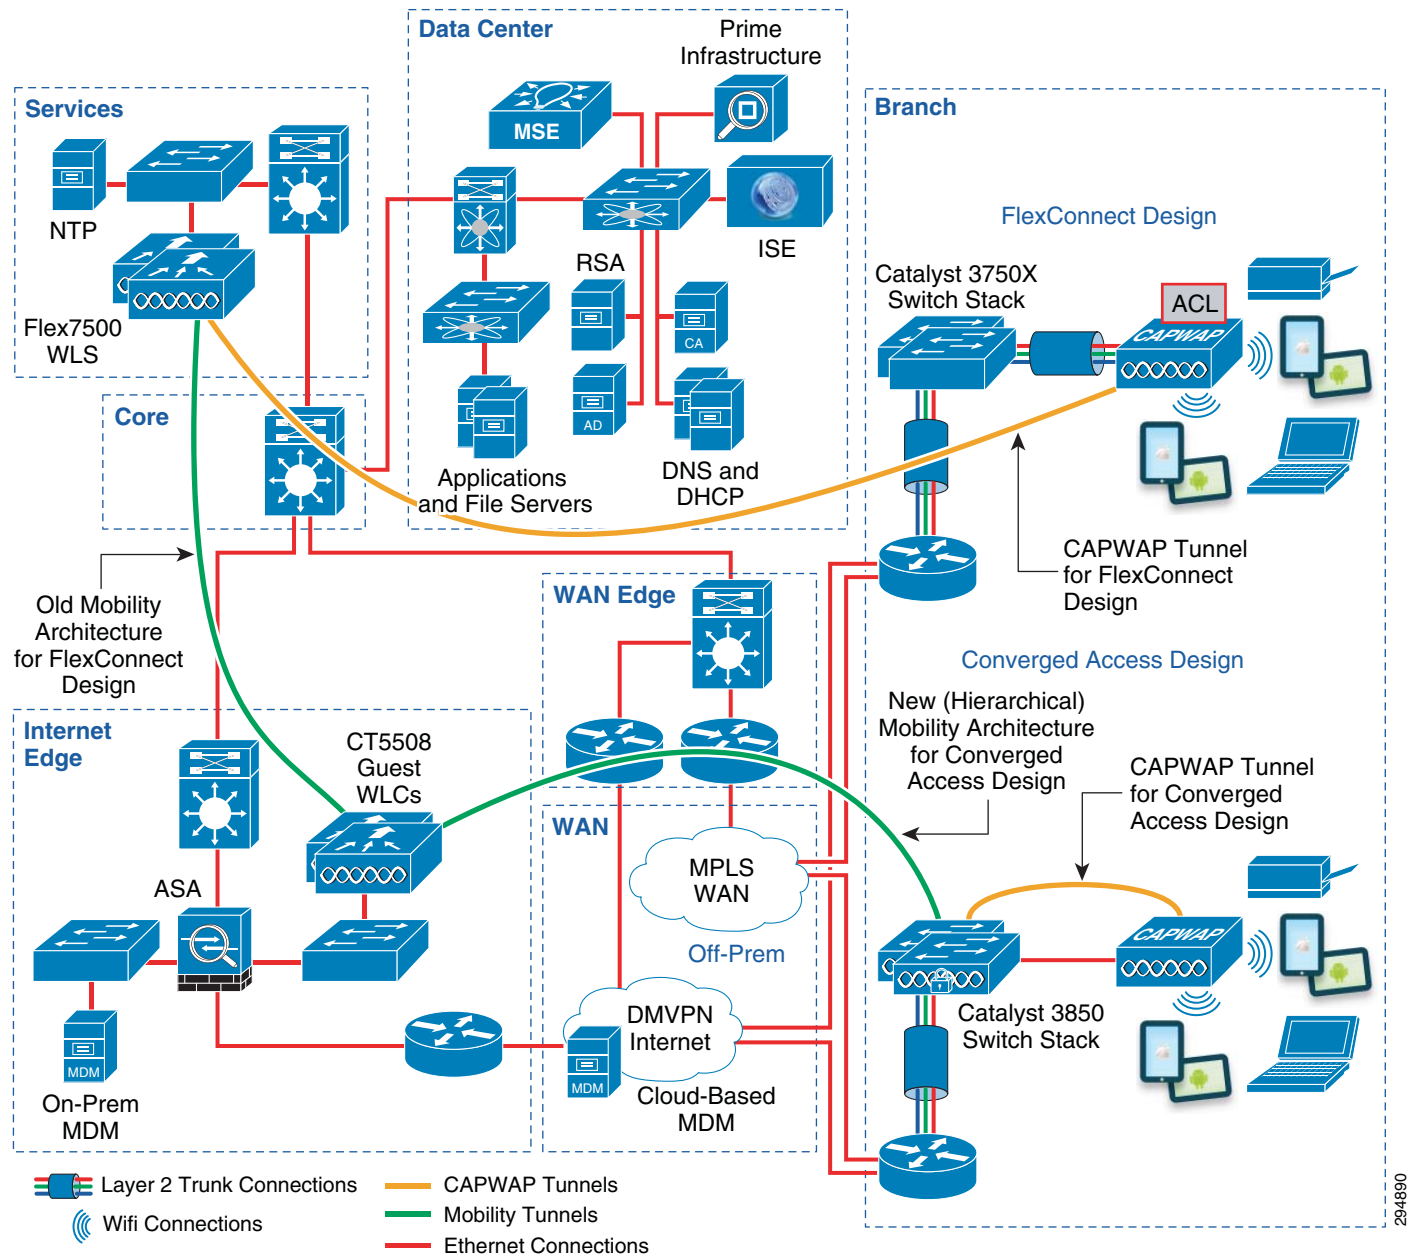 Data Center
Prime
Infrastructure
MSE
ISE
RSA
CA
AD
Applications
and File Servers
DNS and
DHCP
Services
NTP
Flex7500
WLS
Core
Old Mobility
Architecture
for FlexConnect
Design
Internet
Edge
CT5508
Guest
WLCs
ASA
MDM
On-Prem
MDM
WAN Edge
WAN
MPLS
WAN
Off-Prem
DMVPN
Internet
MDM
Cloud-Based
MDM
Branch
FlexConnect Design
Catalyst 3750X
Switch Stack
ACL
CAPWAP
CAPWAP Tunnel
for FlexConnect
Design
Converged Access Design
New (Hierarchical)
Mobility Architecture
for Converged
Access Design
CAPWAP Tunnel
for Converged
Access Design
CAPWAP
Catalyst 3850
Switch Stack
Layer 2 Trunk Connections
Wifi Connections
CAPWAP Tunnels
Mobility Tunnels
Ethernet Connections
294890